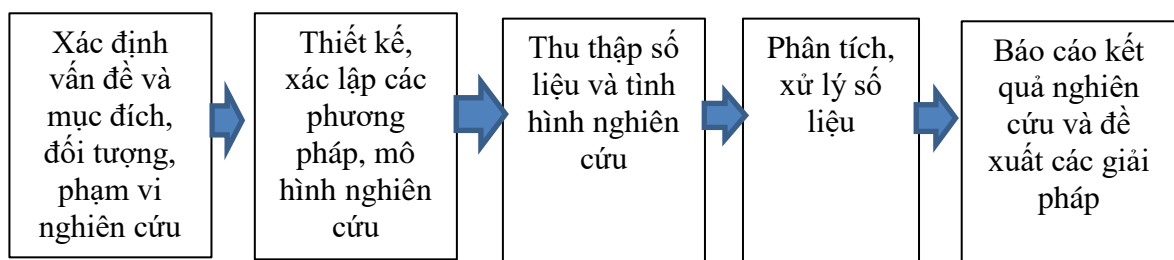 Xác định
vấn đề và
mục đích,
đối tượng,
phạm vi
nghiên cứu
Thiết kế,
xác lập các
phương
pháp, mô
hình nghiên
cứu
Thu thập số
liệu và tình
hình nghiên
cứu
Phân tích,
xử lý số
liệu
Báo cáo kết
quả nghiên
cứu và đề
xuất các giải
pháp